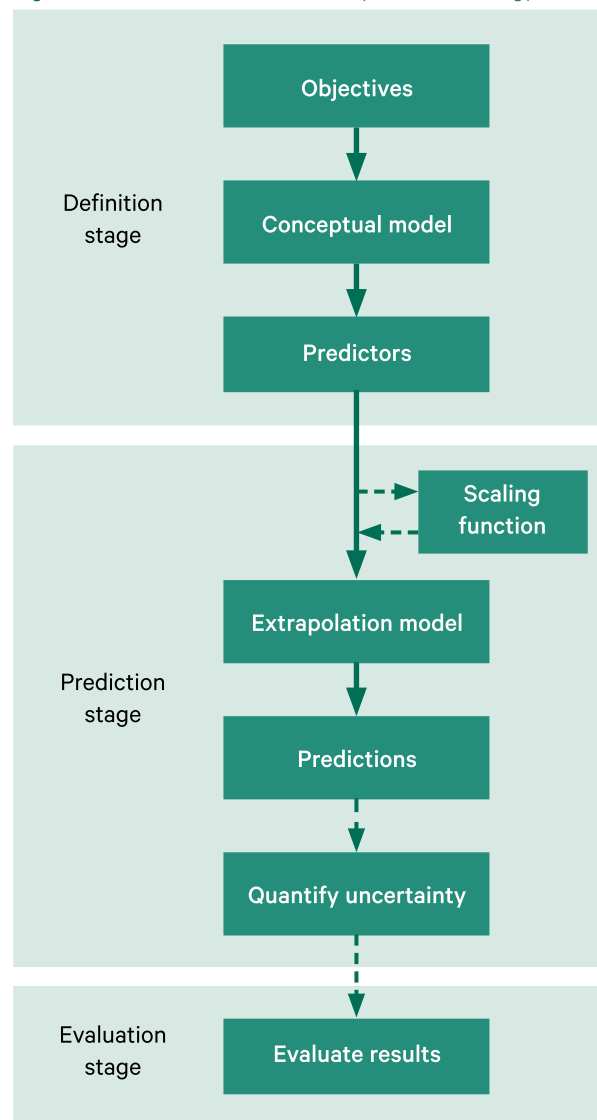 Objectives
Definition
stage
Conceptual model
Predictors
Scaling
function
Extrapolation model
Prediction
stage
Predictions
Quantify uncertainty
Evaluation
stage
Evaluate results